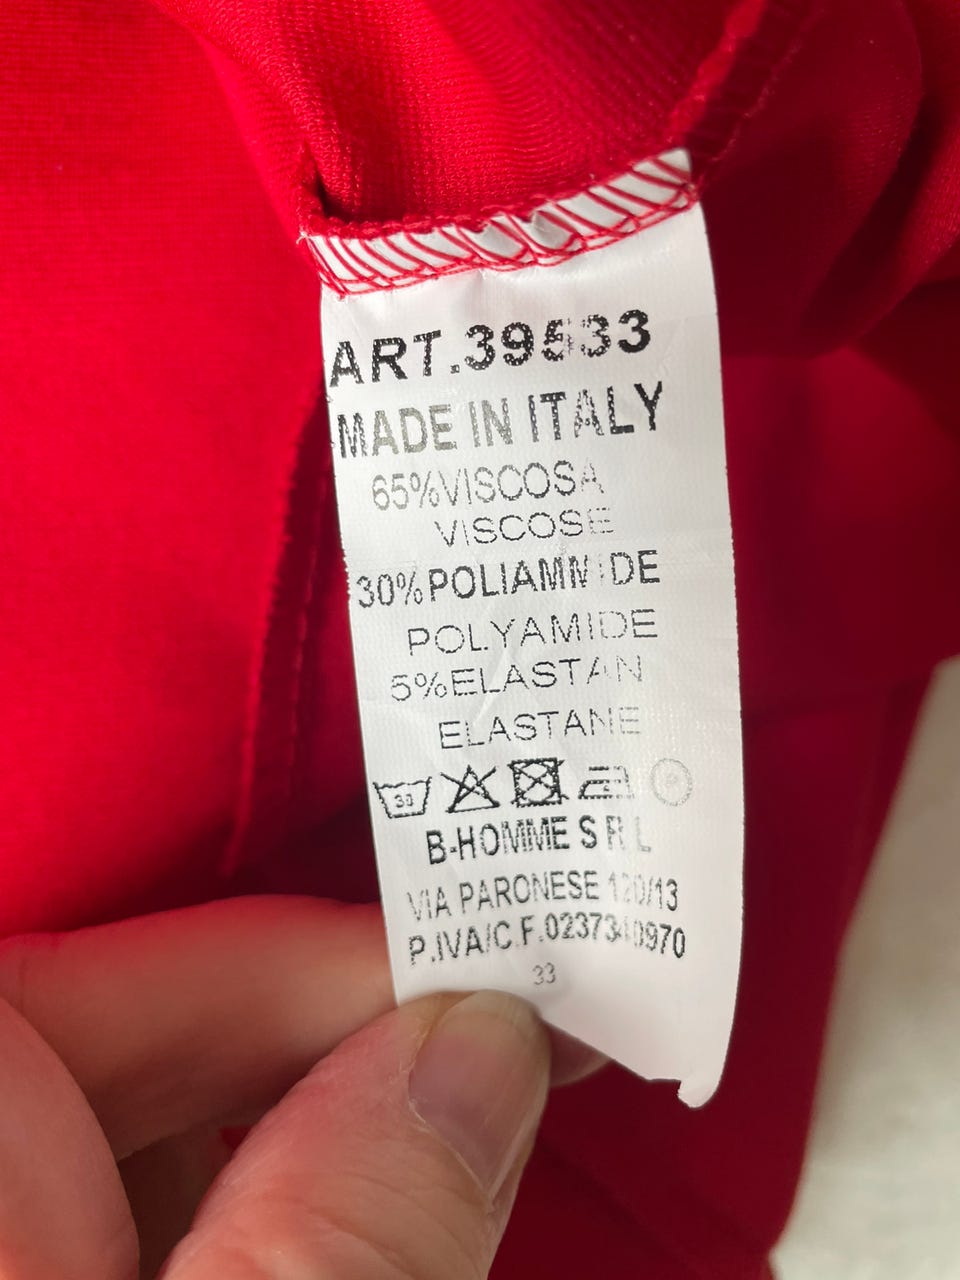 ART.39533
MADE IN ITALY
65%VISCOSA
VISCOSE
30%POLIAMMIDE
POLYAMIDE
5%ELASTAN
ELASTANE
B-HOMME S R L
VIA PARONESE 120/13
P.IVA/C.F.
33